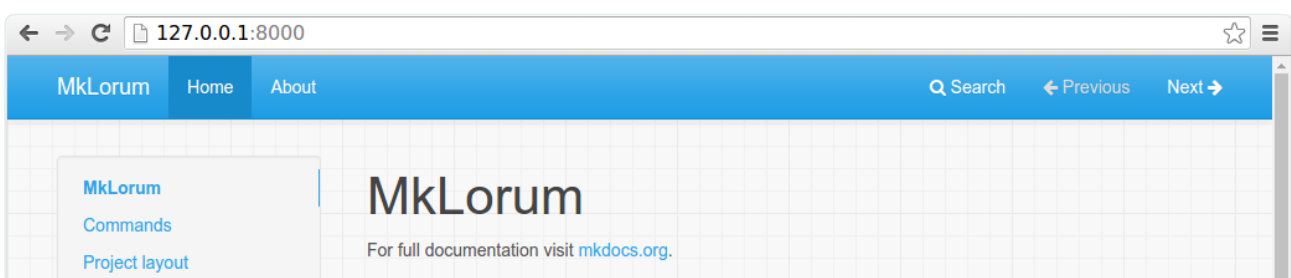 127.0.0.1:8000
MkLorum Home About Search Previous Next
MkLorum
Commands
Project layout
MkLorum
For full documentation visit mkdocs.org.